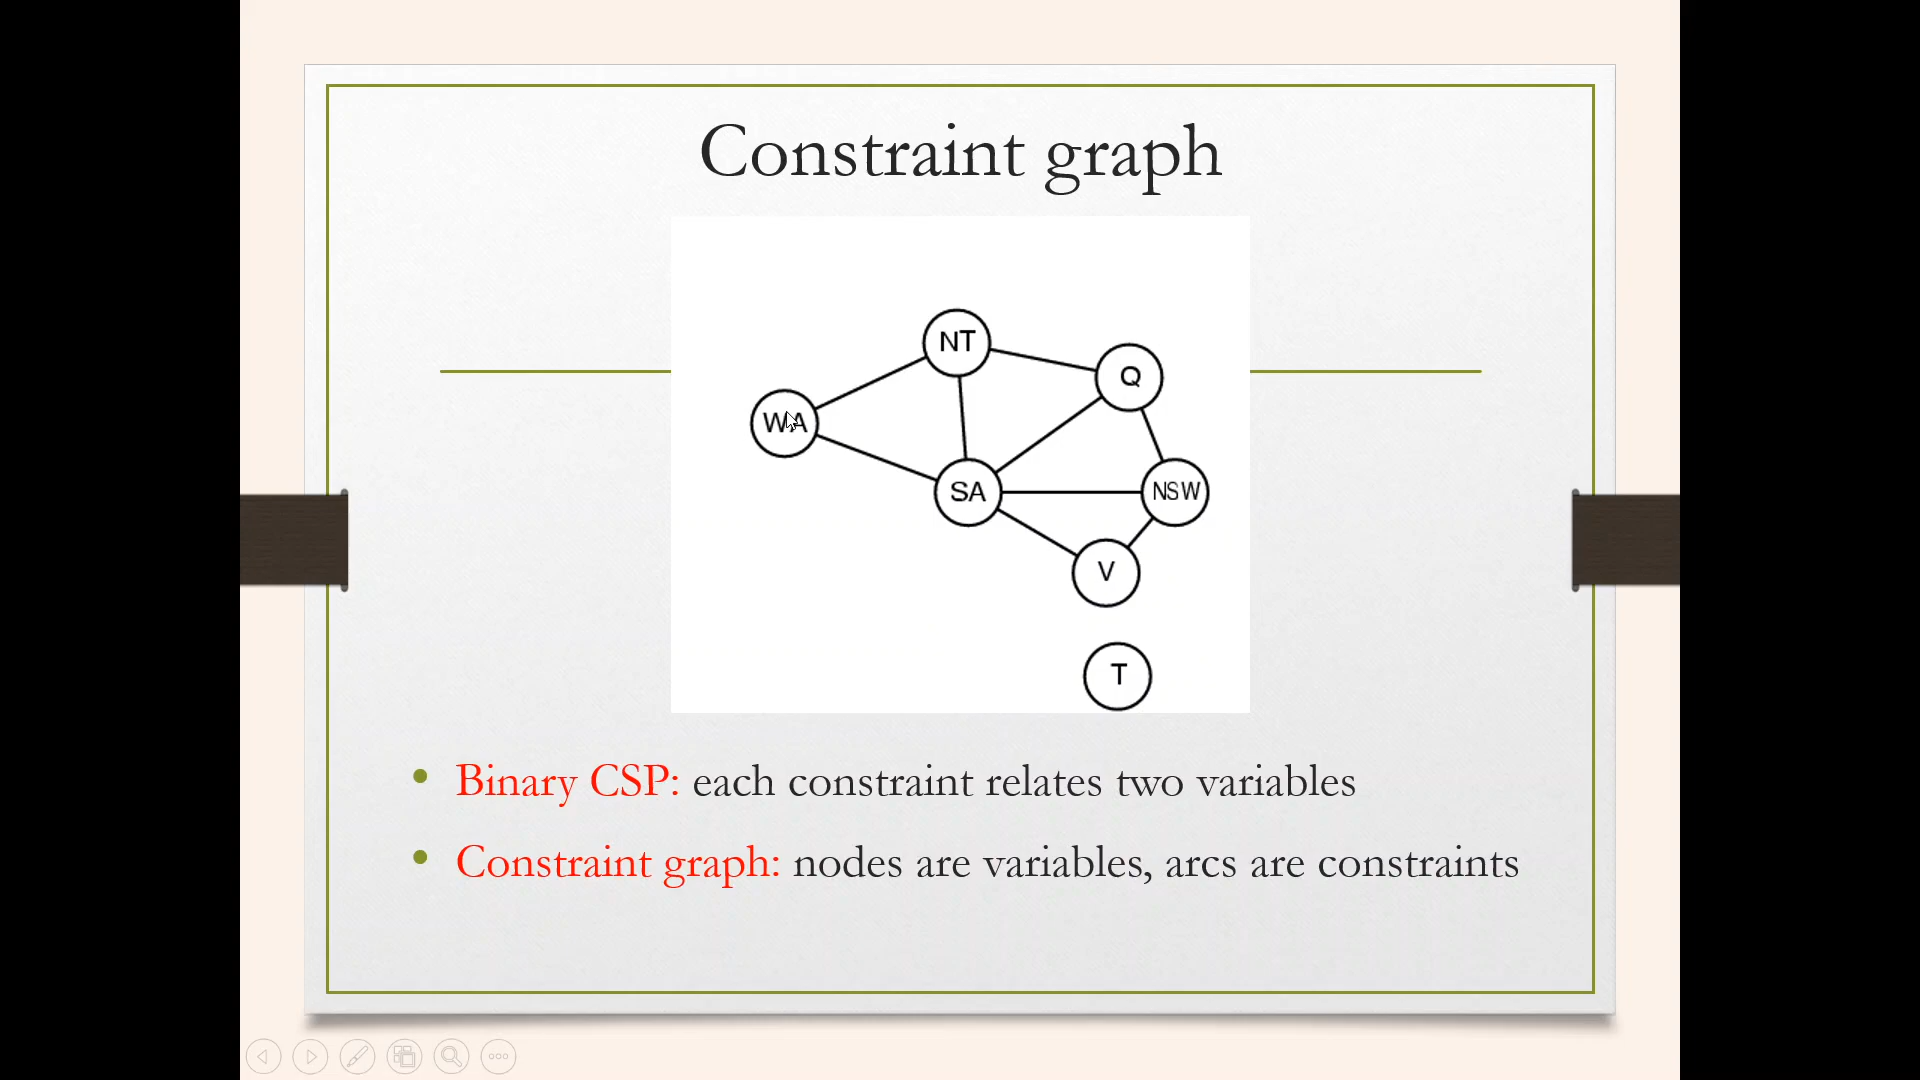 Constraint graph
NT
Q
WA
SA
NSW
V
T
Binary CSP: each constraint relates two variables
Constraint graph: nodes are variables, arcs are constraints